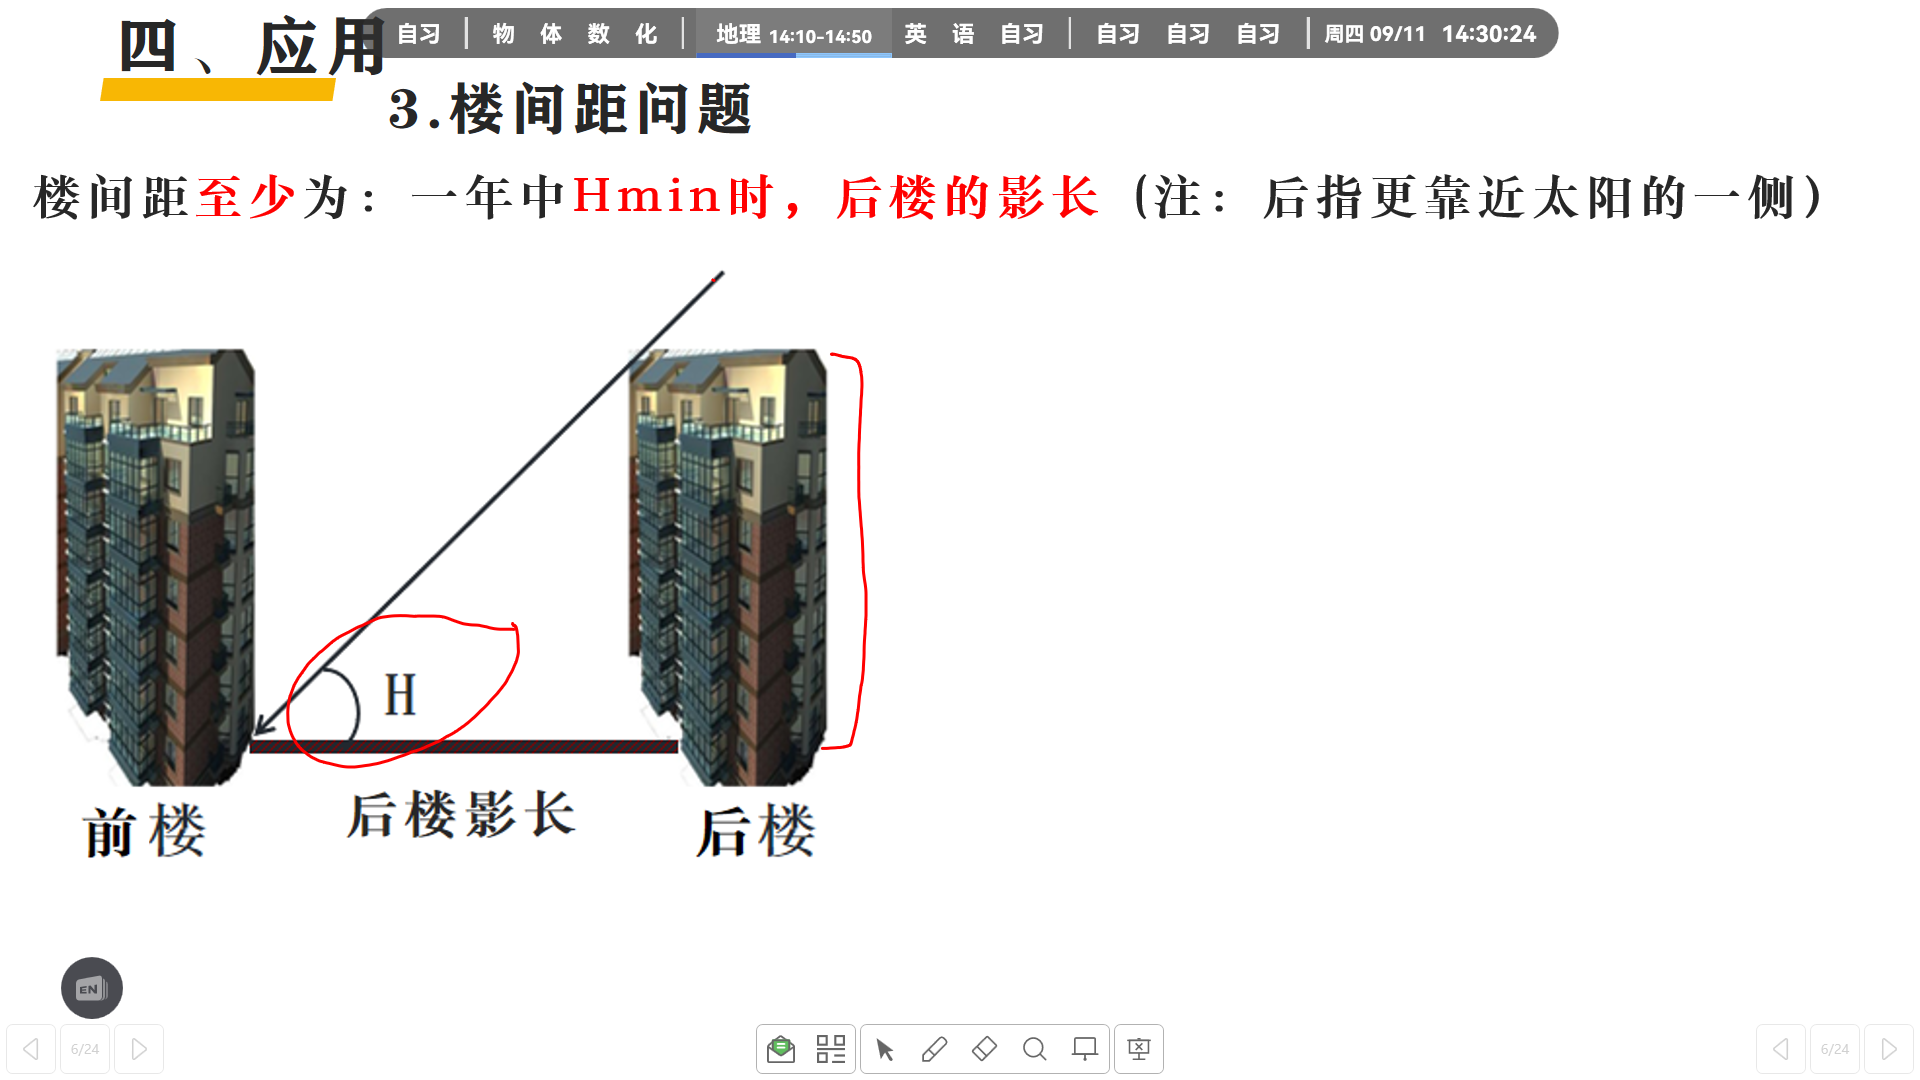 四、应用
自习 | 物 体 数 化 | 地理 14:10-14:50 英 语 自习 | 自习 自习 自习 | 周四 09/11 14:30:24
3.楼间距问题
楼间距至少为：一年中Hmin时，后楼的影长（注：后指更靠近太阳的一侧）
H
后楼影长
前楼
后楼
EN
6/24
6/24